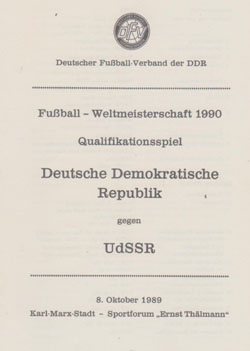 DFV
Deutscher Fußball-Verband der DDR
Fußball – Weltmeisterschaft 1990
Qualifikationsspiel
Deutsche Demokratische
Republik
gegen
UdSSR
8. Oktober 1989
Karl-Marx-Stadt – Sportforum „Ernst Thälmann"